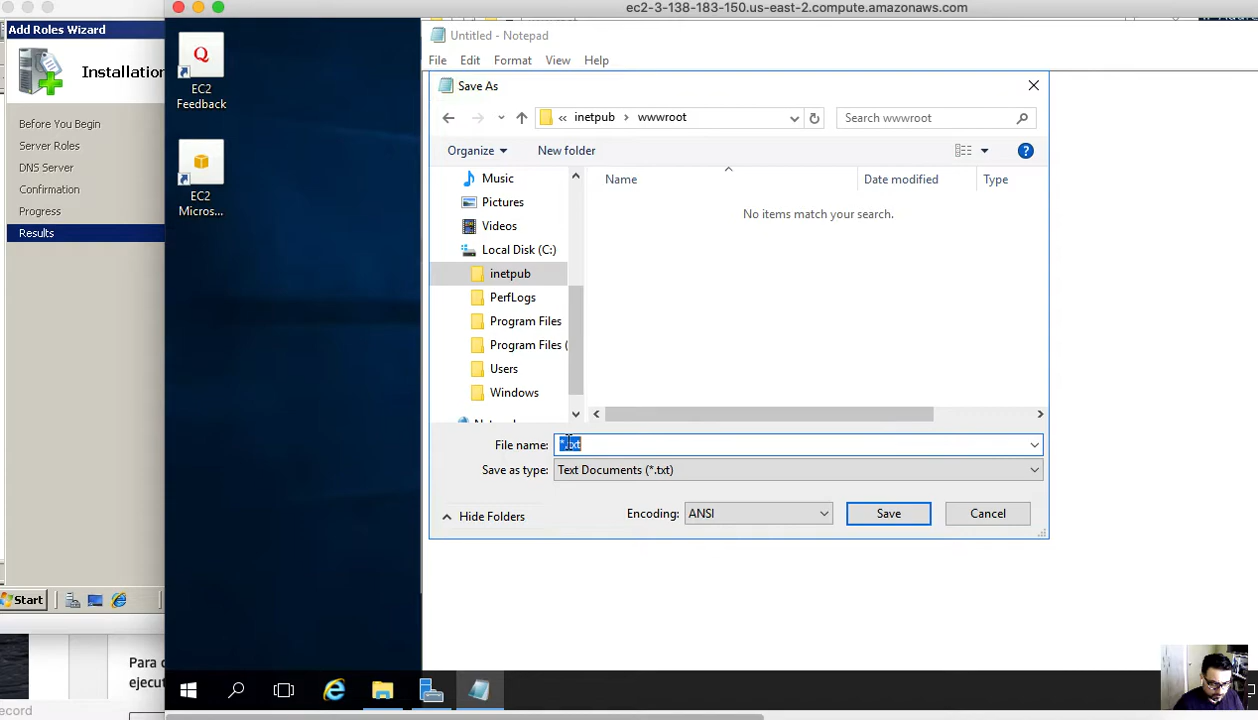 ec2-3-138-183-150.us-east-2.compute.amazonaws.com
Add Roles Wizard
Installation
Before You Begin
Server Roles
DNS Server
Confirmation
Progress
Results
Start
Para
ejecut
ecord
EC2
Feedback
EC2
Micros...
Untitled - Notepad
File Edit Format View Help
Save As
« inetpub › wwwroot
Search wwwroot
Organize New folder
Music
Pictures
Videos
Local Disk (C:)
inetpub
PerfLogs
Program Files
Program Files (
Users
Windows
Name Date modified Type
No items match your search.
File name: *.txt
Save as type: Text Documents (*.txt)
Hide Folders Encoding: ANSI Save Cancel